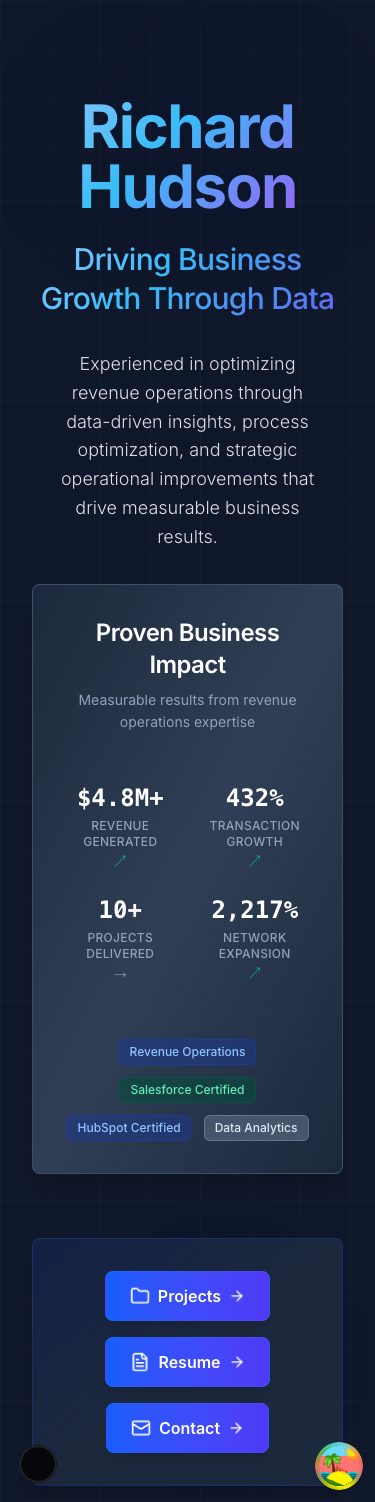 Richard
Hudson
Driving Business
Growth Through Data
Experienced in optimizing
revenue operations through
data-driven insights, process
optimization, and strategic
operational improvements that
drive measurable business
results.
Proven Business
Impact
Measurable results from revenue
operations expertise
$4.8M+ 432%
REVENUE TRANSACTION
GENERATED GROWTH
↗ ↗
10+ 2,217%
PROJECTS NETWORK
DELIVERED EXPANSION
→ ↗
Revenue Operations
Salesforce Certified
HubSpot Certified Data Analytics
Projects →
Resume →
Contact →